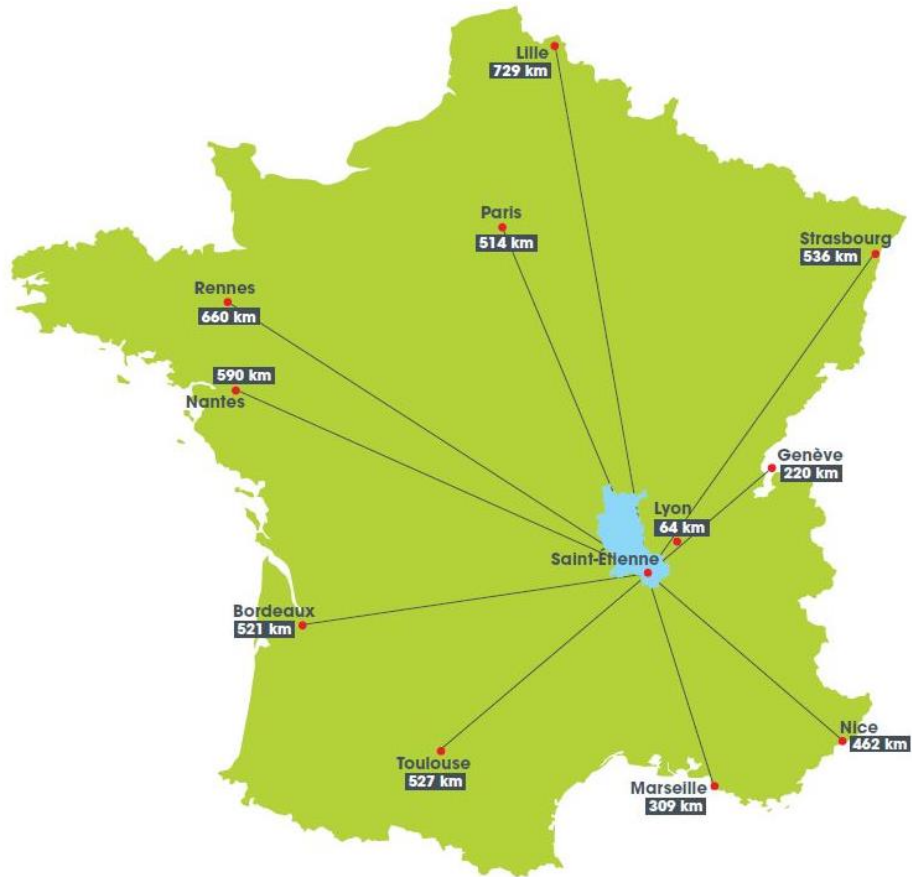 Lille
729 km
Paris
514 km
Strasbourg
536 km
Rennes
660 km
590 km
Nantes
Genève
220 km
Lyon
64 km
Saint-Étienne
Bordeaux
521 km
Nice
462 km
Toulouse
527 km
Marseille
309 km